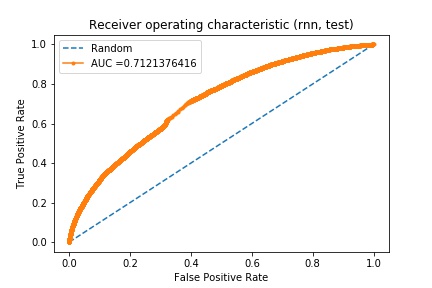 Receiver operating characteristic (rnn, test)
Random
AUC =0.7121376416
True Positive Rate
1.0
0.8
0.6
0.4
0.2
0.0
0.0 0.2 0.4 0.6 0.8 1.0
False Positive Rate